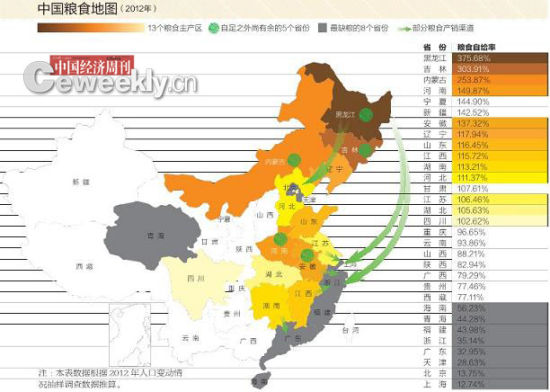 中国粮食地图（2012年）
13个粮食主产区
自足之外尚有余的5个省份
最缺粮的8个省份
部分粮食产销渠道
中国经济周刊
Ceweekly.cn
省 份 粮食自给率
黑龙江 375.68%
吉 林 303.91%
内蒙古 253.87%
河 南 149.87%
宁 夏 144.90%
新 疆 142.52%
安 徽 137.32%
辽 宁 117.94%
山 东 116.45%
江 西 115.72%
湖 南 113.21%
河 北 111.37%
甘 肃 107.61%
江 苏 106.46%
湖 北 105.63%
四 川 102.62%
重 庆 96.65%
云 南 93.86%
山 西 88.21%
陕 西 82.94%
广 西 79.29%
贵 州 77.46%
西 藏 77.11%
海 南 56.23%
青 海 44.28%
福 建 43.98%
浙 江 35.14%
广 东 32.95%
天 津 28.63%
北 京 13.75%
上 海 12.74%
黑龙江
吉 林
辽 宁
内蒙古
新 疆
天津
河 北
山 西
山 东
宁 夏
青 海
甘 肃
陕 西
河 南
江 苏
西 藏
安 徽
上海
四 川
湖 北
浙 江
重 庆
江 西
湖 南
贵 州
福 建
云 南
广 西
广 东
台 湾
海 南
注：本表数据根据2012年人口变动情
况抽样调查数据推算。